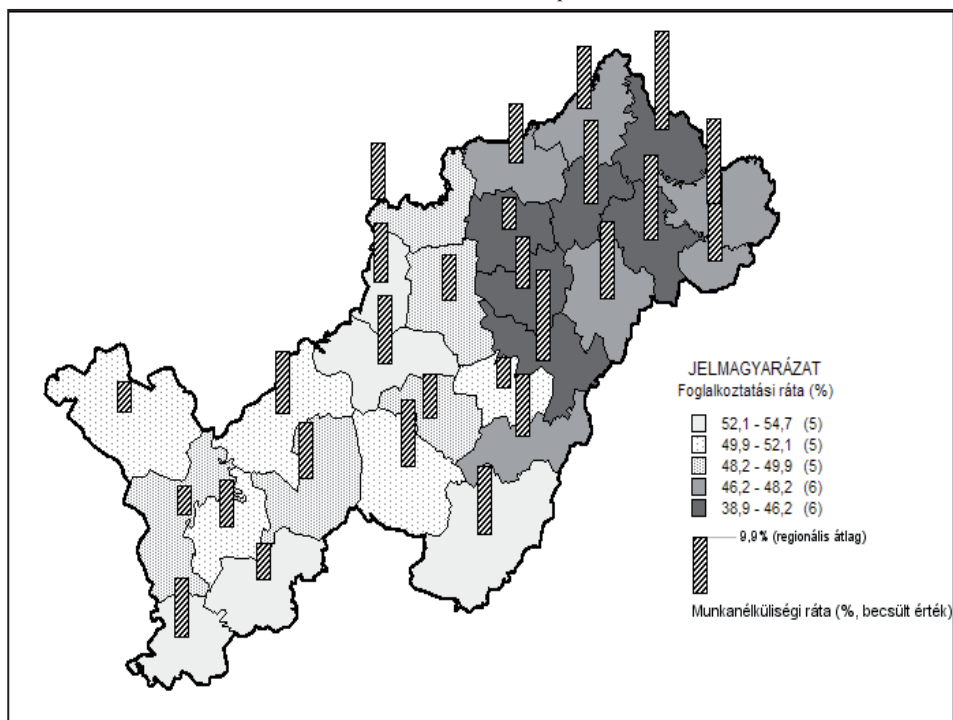 JELMAGYARÁZAT
Foglalkoztatási ráta (%)
52,1 - 54,7 (5)
49,9 - 52,1 (5)
48,2 - 49,9 (5)
46,2 - 48,2 (6)
38,9 - 46,2 (6)
9,9% (regionális átlag)
Munkanélküliségi ráta (%, becsült érték)